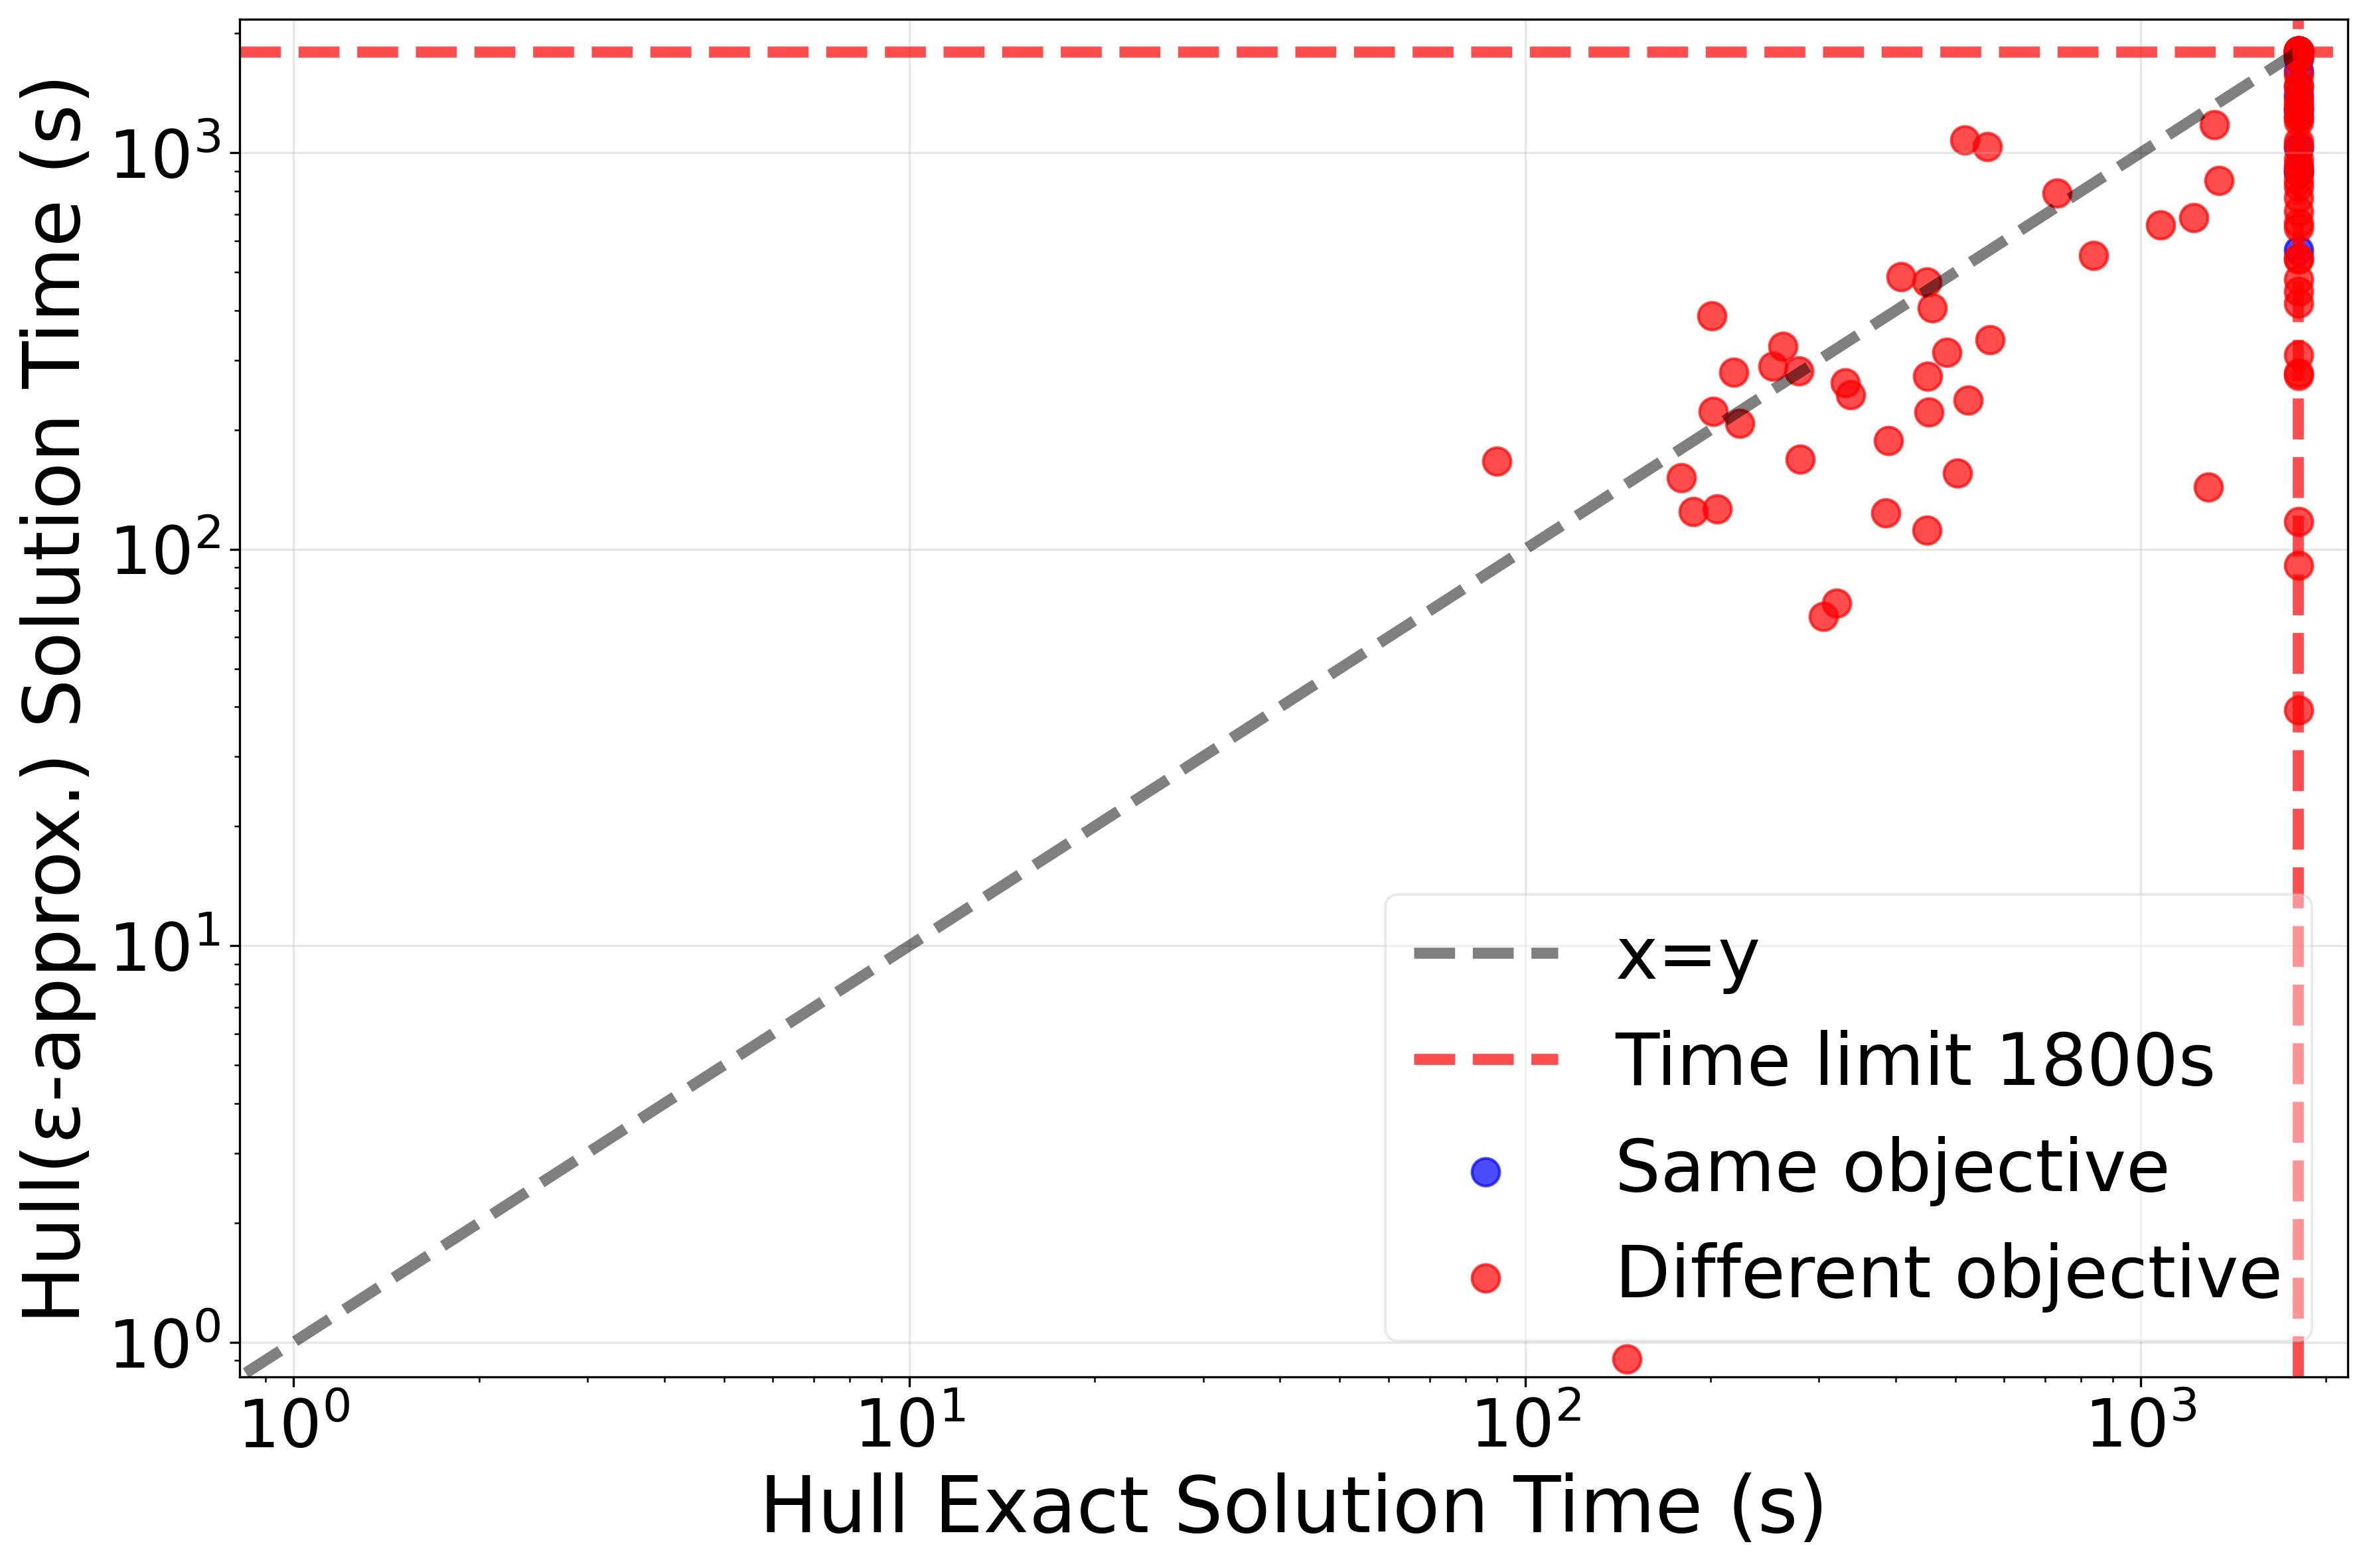 Hull(ε-approx.) Solution Time (s)
10³
10²
10¹
10⁰
x=y
Time limit 1800s
Same objective
Different objective
10⁰ 10¹ 10² 10³
Hull Exact Solution Time (s)